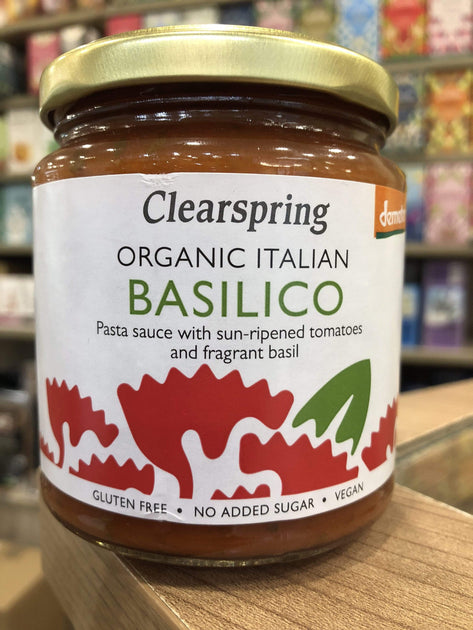 Clearspring
demeter
ORGANIC ITALIAN
BASILICO
Pasta sauce with sun-ripened tomatoes
and fragrant basil
GLUTEN FREE • NO ADDED SUGAR • VEGAN